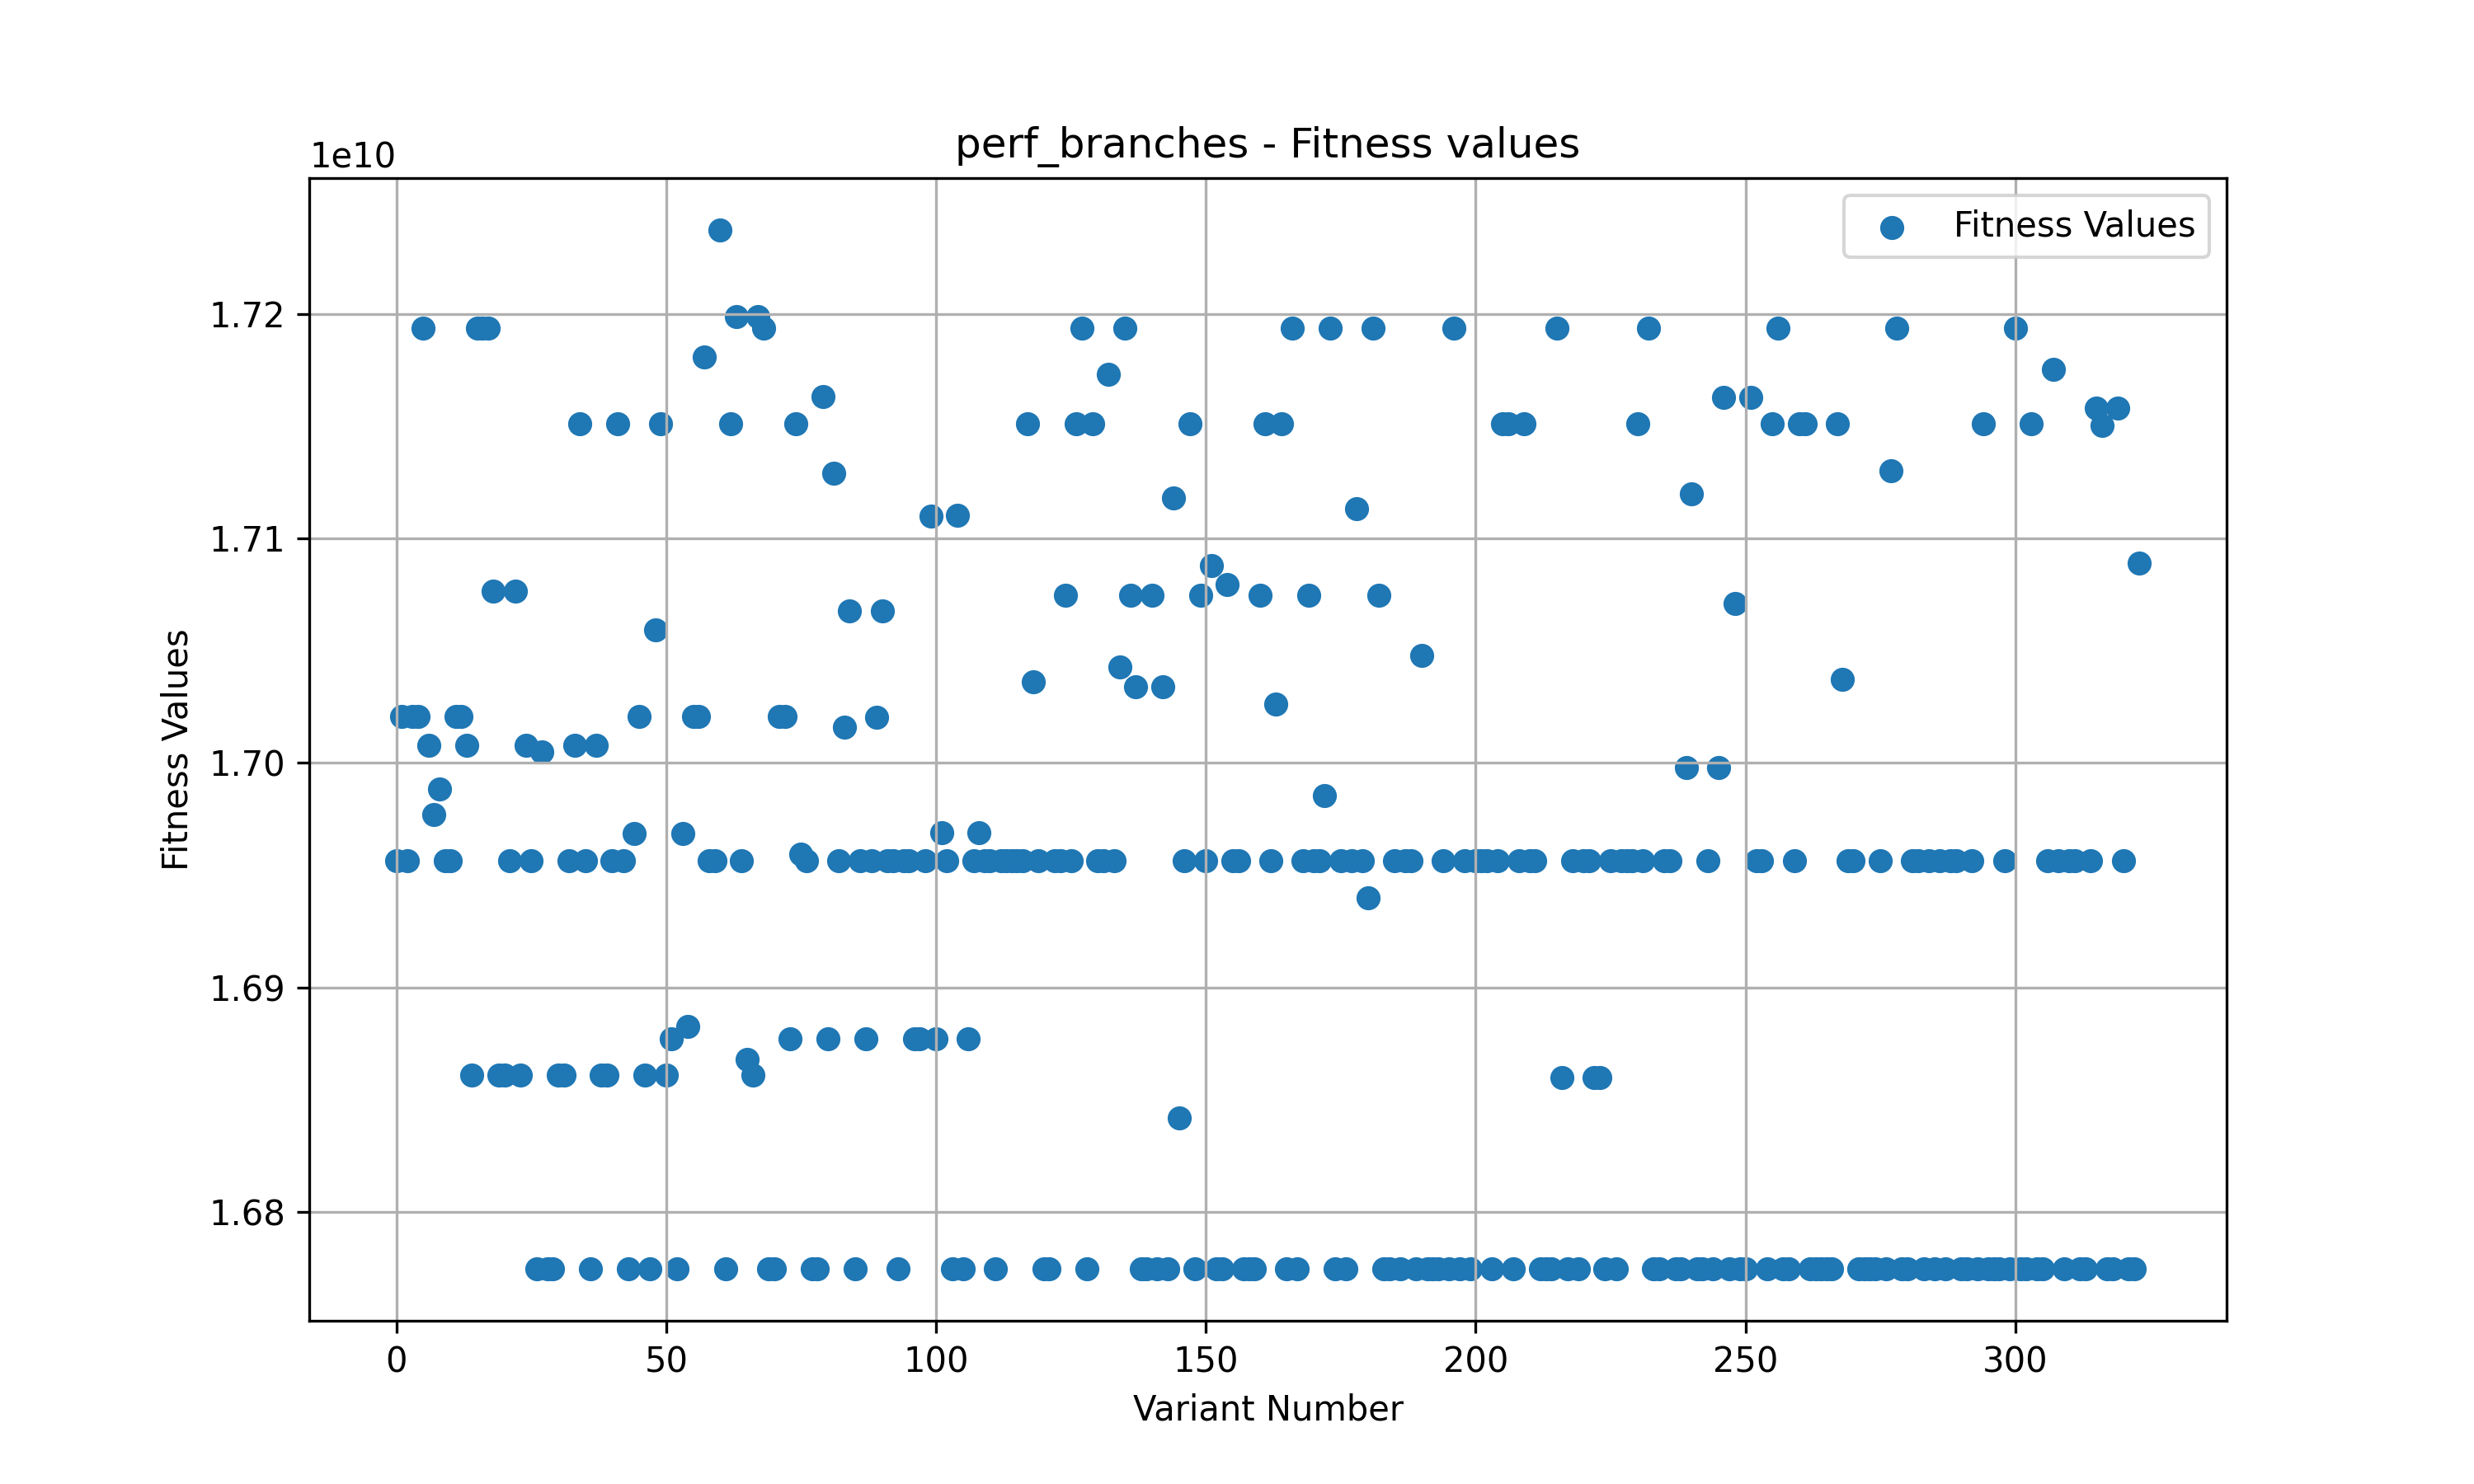 perf_branches - Fitness values
1e10
Fitness Values
1.72
1.71
1.70
1.69
1.68
Fitness Values
0 50 100 150 200 250 300
Variant Number